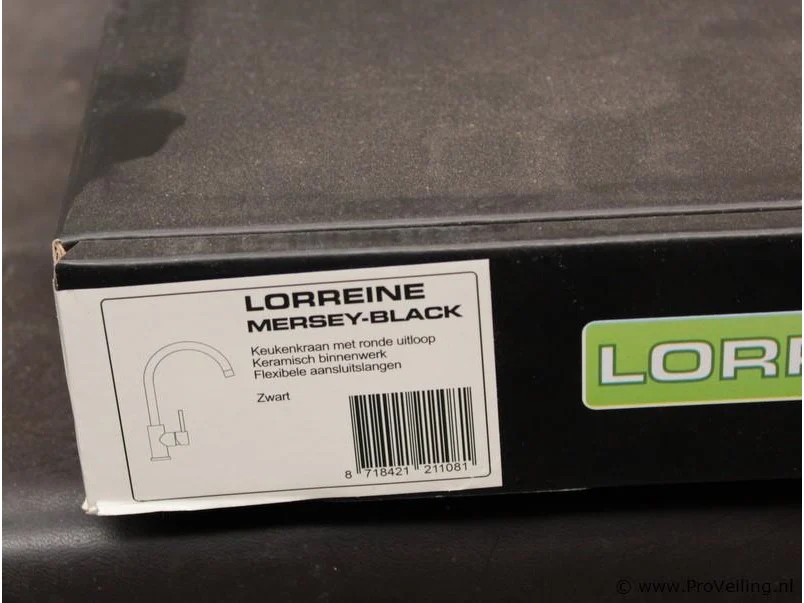 LORREINE
MERSEY-BLACK
Keukenkraan met ronde uitloop
Keramisch binnenwerk
Flexibele aansluitslangen
Zwart
8 718421 211081
LORR
© www.ProVeiling.nl